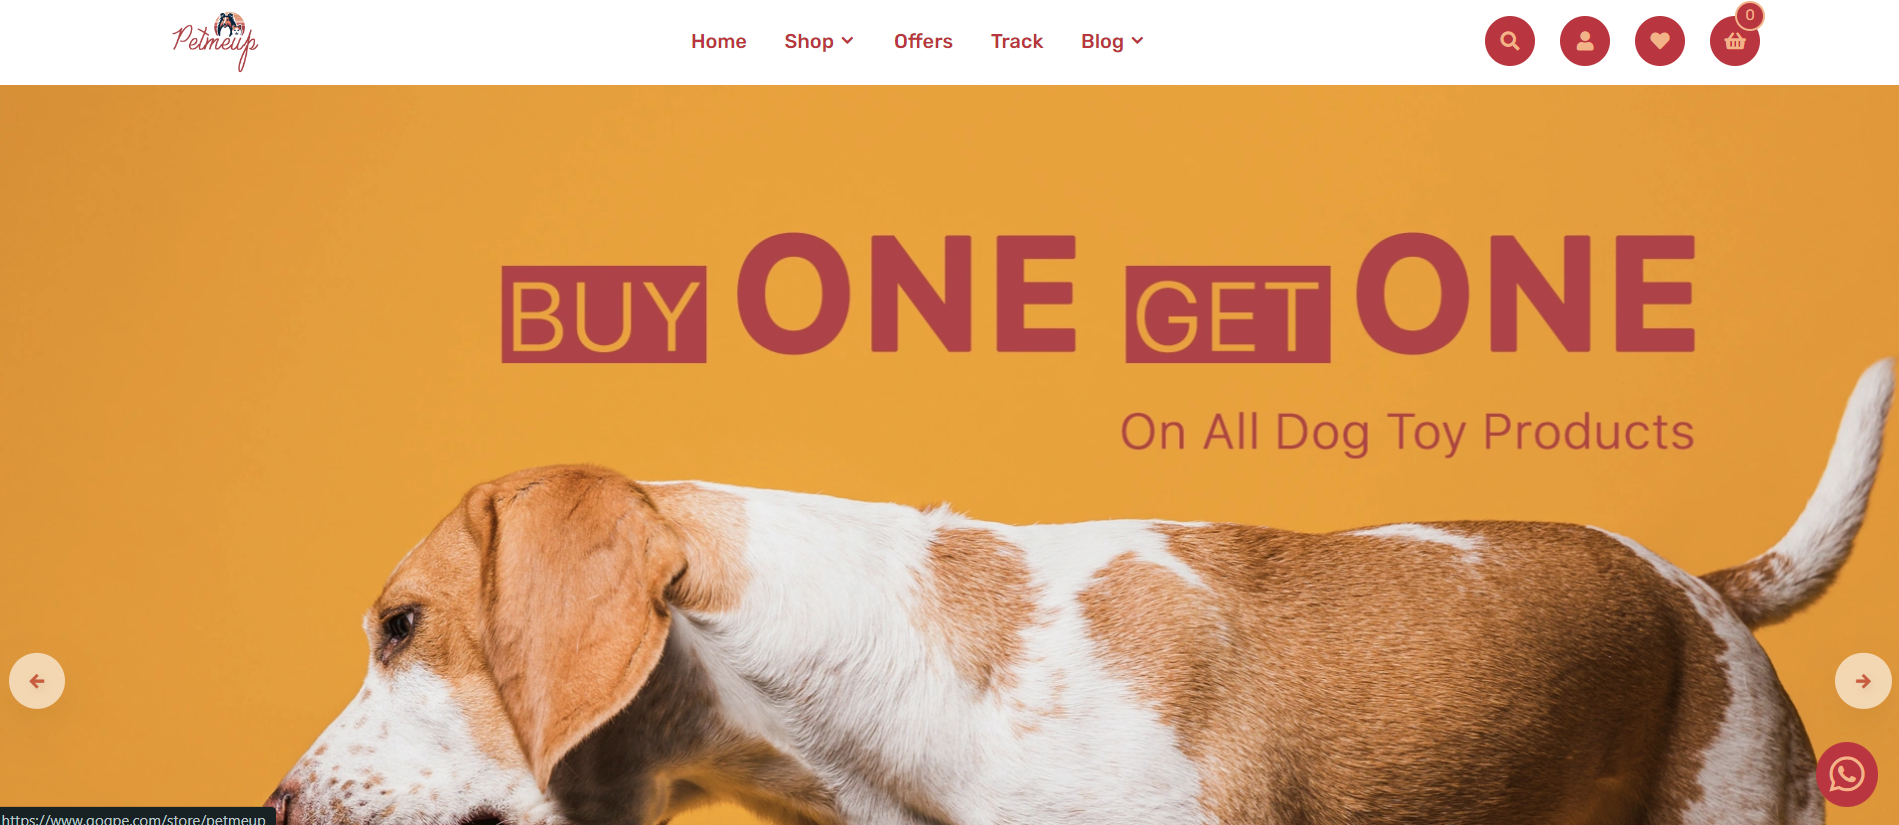 Petmeup
Home Shop Offers Track Blog
0
BUY ONE GET ONE
On All Dog Toy Products
https://www.gogpe.com/store/petmeup